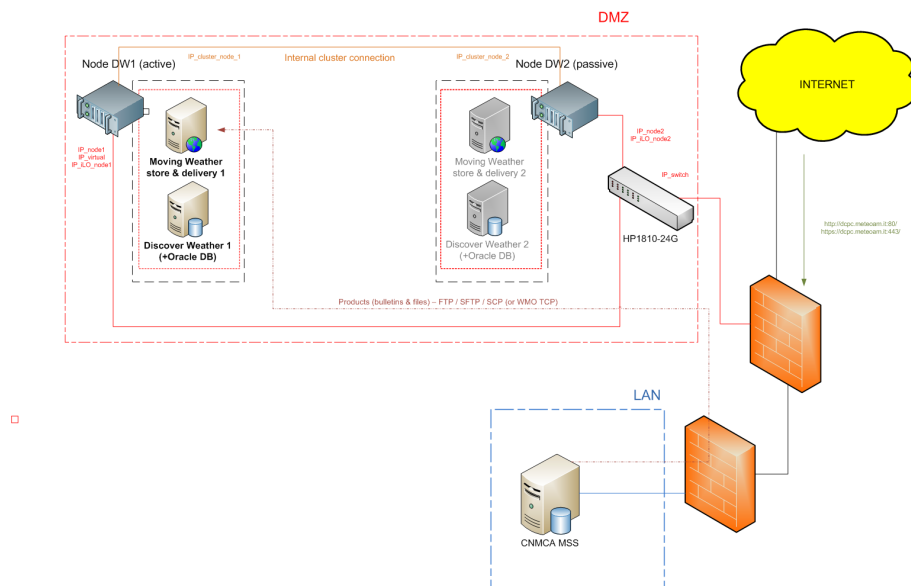 DMZ
Internal cluster connection
IP_cluster_node_1
IP_cluster_node_2
Node DW1 (active)
Node DW2 (passive)
INTERNET
IP_node1
IP_virtual
IP_iLO_node1
Moving Weather
store & delivery 1
Discover Weather 1
(+Oracle DB)
Moving Weather
store & delivery 2
Discover Weather 2
(+Oracle DB)
IP_node2
IP_iLO_node2
IP_switch
HP1810-24G
http://dcpc.meteoam.it:80/
https://dcpc.meteoam.it:443/
Products (bulletins & files) – FTP / SFTP / SCP (or WMO TCP)
LAN
CNMCA MSS